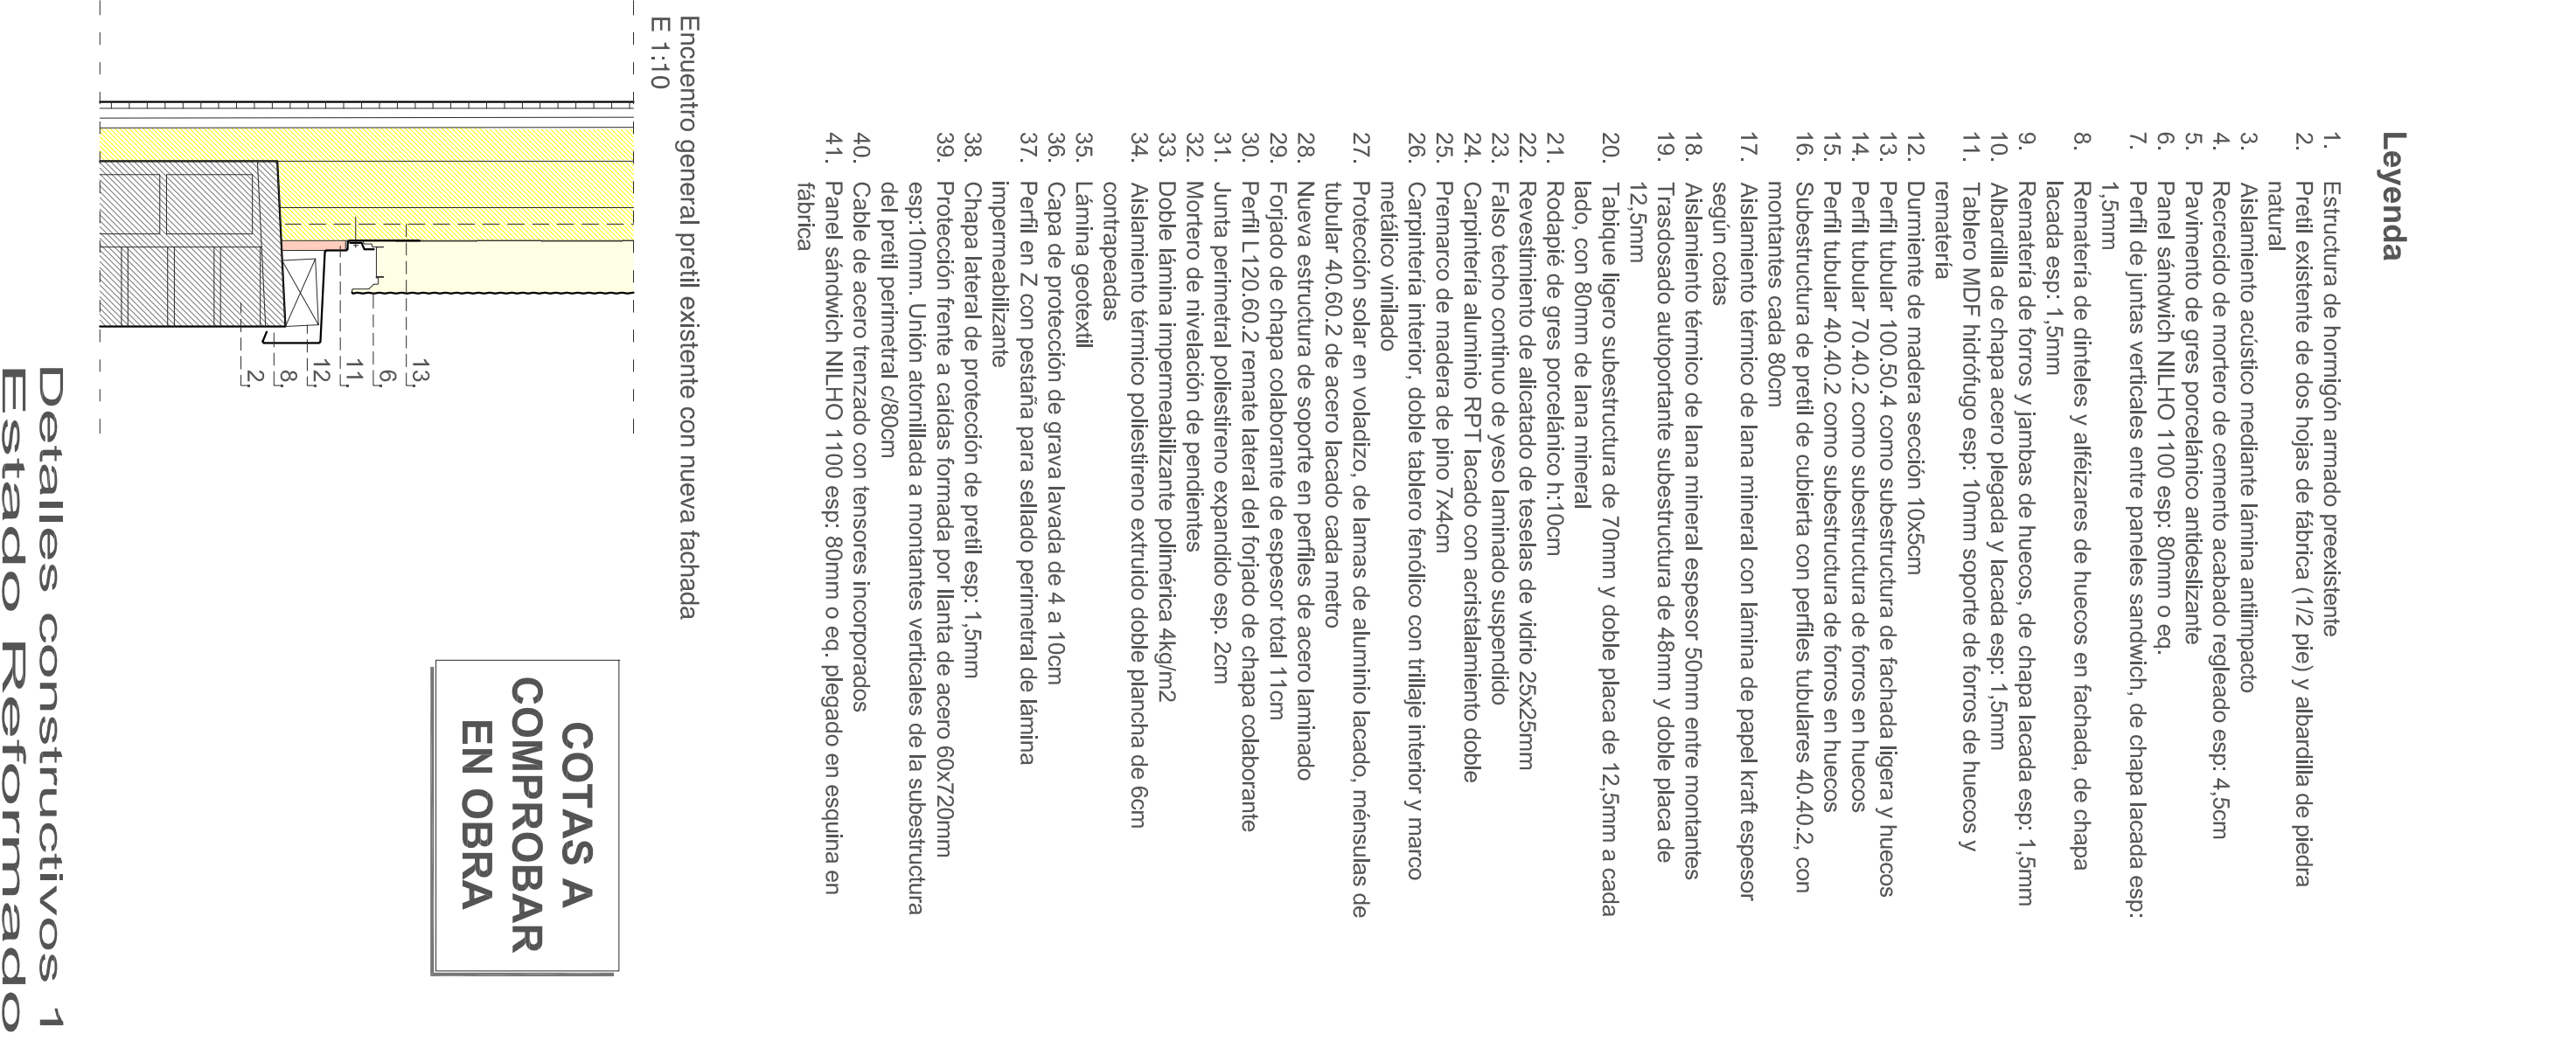 Leyenda
1. Estructura de hormigón armado preexistente
2. Pretil existente de dos hojas de fábrica (1/2 pie) y albardilla de piedra
natural
3. Aislamiento acústico mediante lámina antiimpacto
4. Recrecido de mortero de cemento acabado regleado esp: 4,5cm
5. Pavimento de gres porcelánico antideslizante
6. Panel sándwich NILHO 1100 esp: 80mm o eq.
7. Perfil de juntas verticales entre paneles sandwich, de chapa lacada esp:
1,5mm
8. Rematería de dinteles y alféizares de huecos en fachada, de chapa
lacada esp: 1,5mm
9. Rematería de forros y jambas de huecos, de chapa lacada esp: 1,5mm
10. Albardilla de chapa acero plegada y lacada esp: 1,5mm
11. Tablero MDF hidrófugo esp: 10mm soporte de forros de huecos y
rematería
12. Durmiente de madera sección 10x5cm
13. Perfil tubular 100.50.4 como subestructura de fachada ligera y huecos
14. Perfil tubular 70.40.2 como subestructura de forros en huecos
15. Perfil tubular 40.40.2 como subestructura de forros en huecos
16. Subestructura de pretil de cubierta con perfiles tubulares 40.40.2, con
montantes cada 80cm
17. Aislamiento térmico de lana mineral con lámina de papel kraft espesor
según cotas
18. Aislamiento térmico de lana mineral espesor 50mm entre montantes
19. Trasdosado autoportante subestructura de 48mm y doble placa de
12,5mm
20. Tabique ligero subestructura de 70mm y doble placa de 12,5mm a cada
lado, con 80mm de lana mineral
21. Rodapié de gres porcelánico h:10cm
22. Revestimiento de alicatado de teselas de vidrio 25x25mm
23. Falso techo continuo de yeso laminado suspendido
24. Carpintería aluminio RPT lacado con acristalamiento doble
25. Premarco de madera de pino 7x4cm
26. Carpintería interior, doble tablero fenólico con trillaje interior y marco
metálico vinilado
27. Protección solar en voladizo, de lamas de aluminio lacado, ménsulas de
tubular 40.60.2 de acero lacado cada metro
28. Nueva estructura de soporte en perfiles de acero laminado
29. Forjado de chapa colaborante de espesor total 11cm
30. Perfil L120.60.2 remate lateral del forjado de chapa colaborante
31. Junta perimetral poliestireno expandido esp. 2cm
32. Mortero de nivelación de pendientes
33. Doble lámina impermeabilizante polimérica 4kg/m2
34. Aislamiento térmico poliestireno extruido doble plancha de 6cm
contrapeadas
35. Lámina geotextil
36. Capa de protección de grava lavada de 4 a 10cm
37. Perfil en Z con pestaña para sellado perimetral de lámina
impermeabilizante
38. Chapa lateral de protección de pretil esp: 1,5mm
39. Protección frente a caídas formada por llanta de acero 60x720mm
esp:10mm. Unión atornillada a montantes verticales de la subestructura
del pretil perimetral c/80cm
40. Cable de acero trenzado con tensores incorporados
41. Panel sándwich NILHO 1100 esp: 80mm o eq. plegado en esquina en
fábrica
Encuentro general pretil existente con nueva fachada
E 1:10
13.
6.
11.
12.
8.
2.
COTAS A
COMPROBAR
EN OBRA
Detalles constructivos 1
Estado Reformado